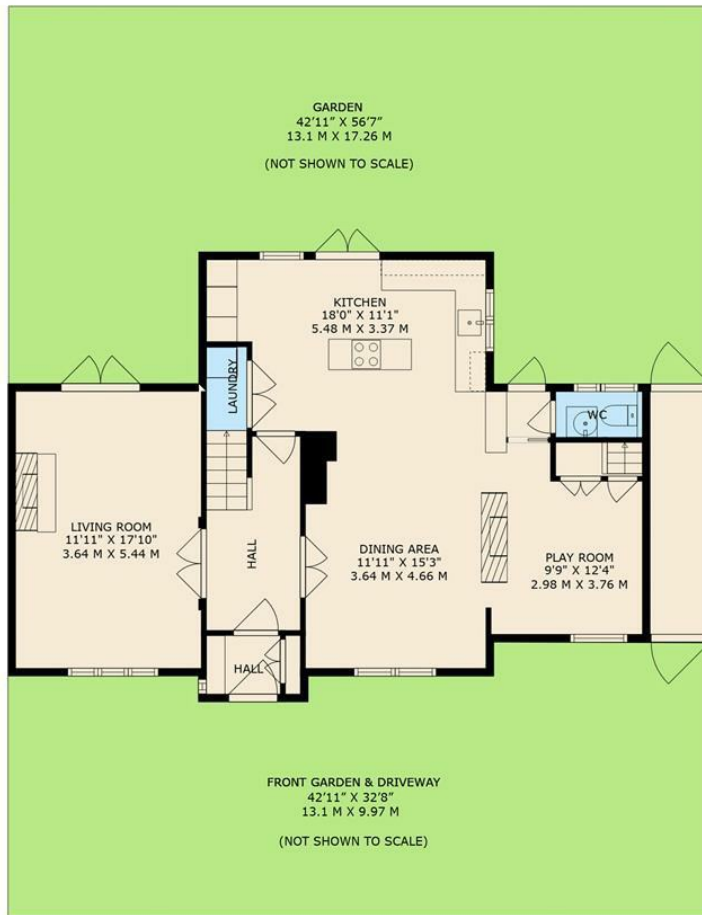 GARDEN
42'11" X 56'7"
13.1 M X 17.26 M
(NOT SHOWN TO SCALE)
KITCHEN
18'0" X 11'1"
5.48 M X 3.37 M
LAUNDRY
WC
LIVING ROOM
11'11" X 17'10"
3.64 M X 5.44 M
HALL
DINING AREA
11'11" X 15'3"
3.64 M X 4.66 M
PLAY ROOM
9'9" X 12'4"
2.98 M X 3.76 M
HALL
FRONT GARDEN & DRIVEWAY
42'11" X 32'8"
13.1 M X 9.97 M
(NOT SHOWN TO SCALE)